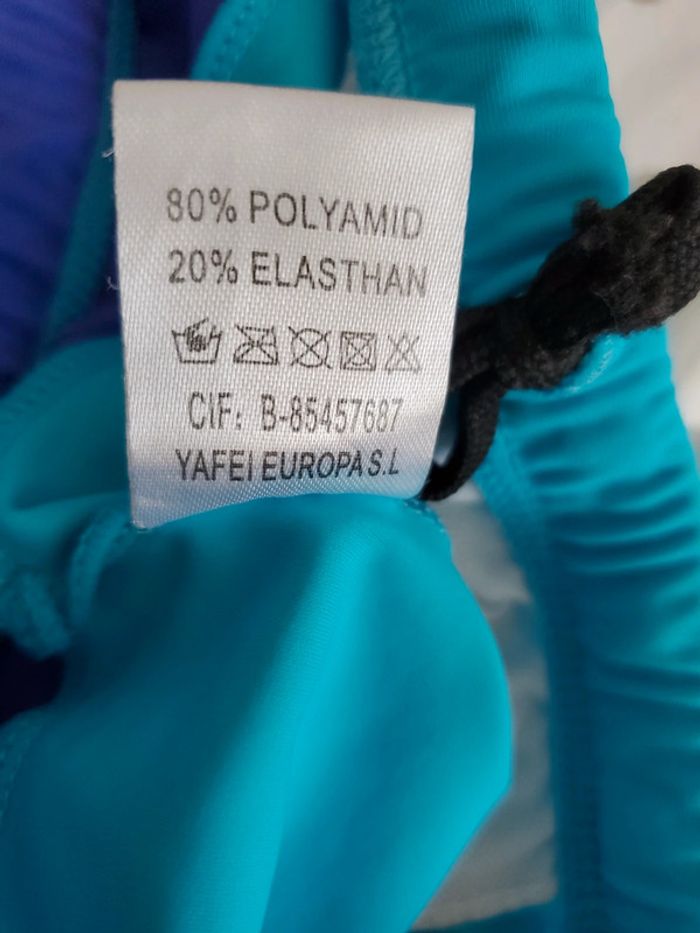 80% POLYAMID
20% ELASTHAN
CIF: B-85457687
YAFEI EUROPA S.L